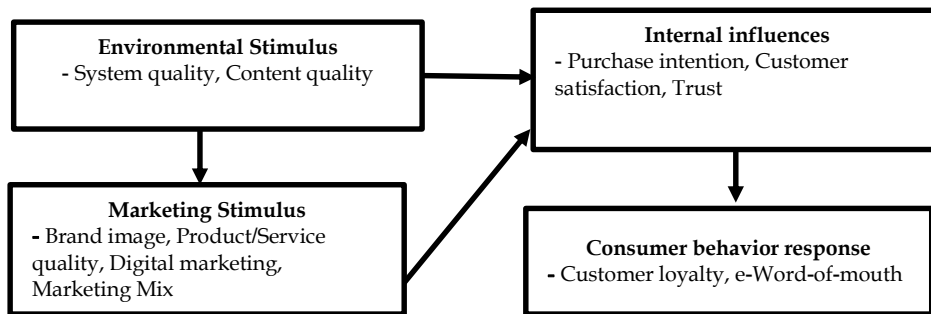 Environmental Stimulus
- System quality, Content quality
Internal influences
- Purchase intention, Customer
satisfaction, Trust
Marketing Stimulus
- Brand image, Product/Service
quality, Digital marketing,
Marketing Mix
Consumer behavior response
- Customer loyalty, e-Word-of-mouth